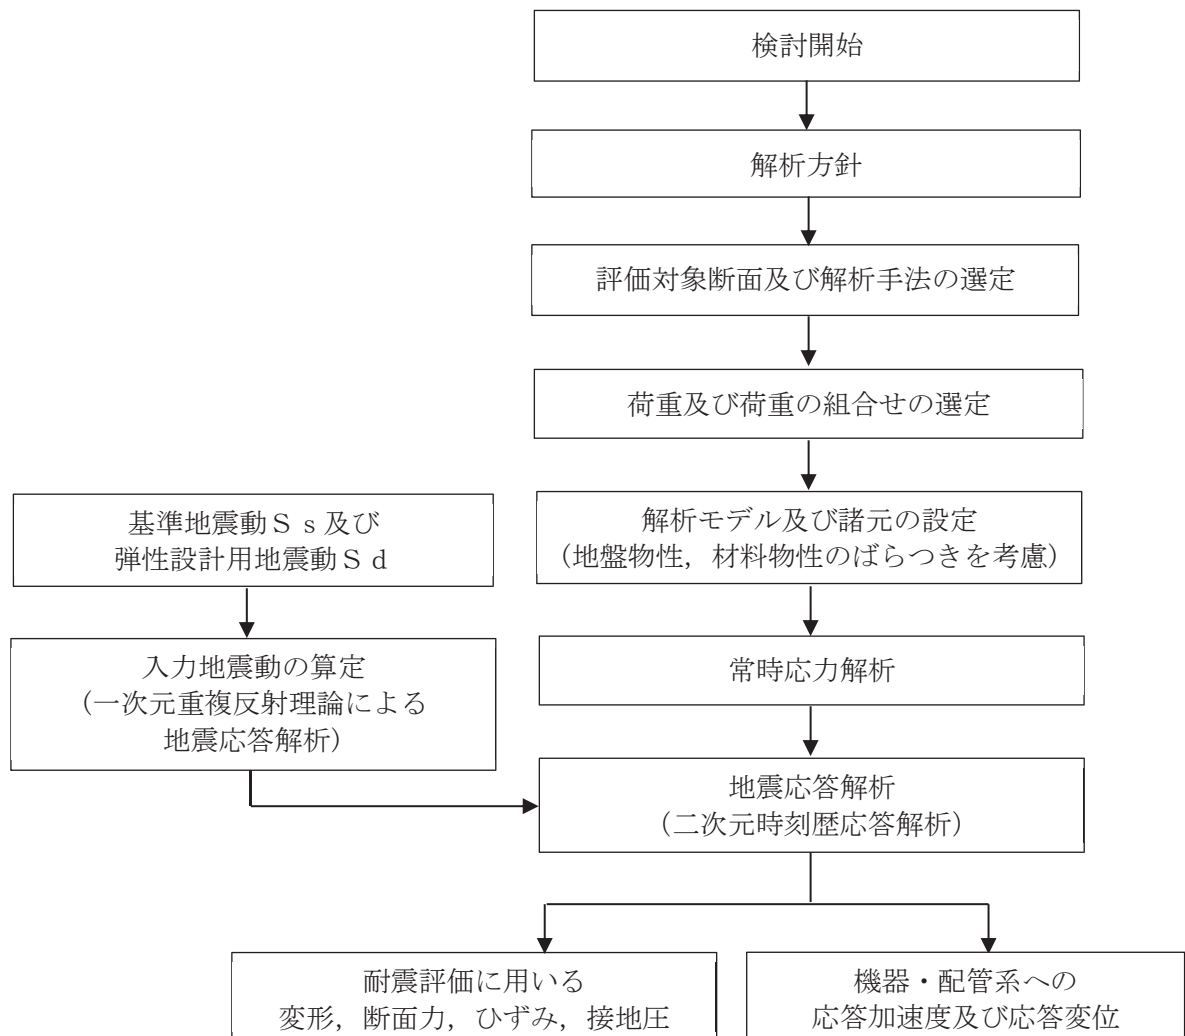 検討開始
解析方針
評価対象断面及び解析手法の選定
荷重及び荷重の組合せの選定
解析モデル及び諸元の設定
（地盤物性，材料物性のばらつきを考慮）
基準地震動Ｓｓ及び
弾性設計用地震動Ｓｄ
入力地震動の算定
（一次元重複反射理論による
地震応答解析）
常時応力解析
地震応答解析
（二次元時刻歴応答解析）
耐震評価に用いる
変形，断面力，ひずみ，接地圧
機器・配管系への
応答加速度及び応答変位